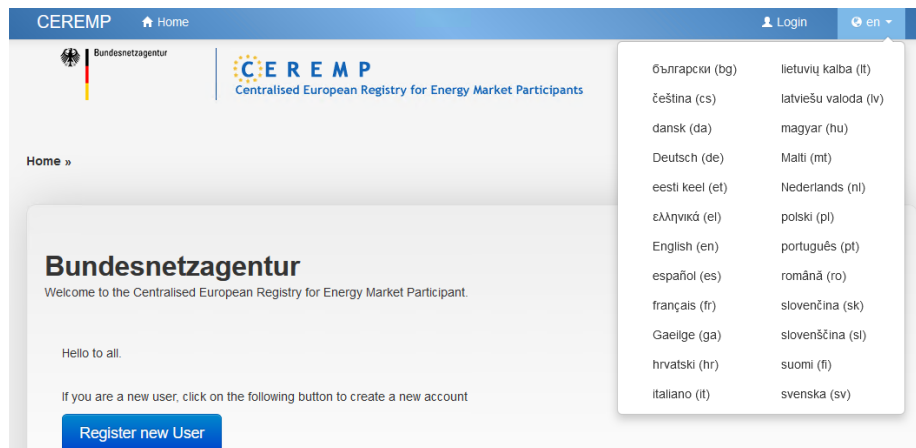 CEREMP Home Login en
Bundesnetzagentur
C E R E M P
Centralised European Registry for Energy Market Participants
Home »
Bundesnetzagentur
Welcome to the Centralised European Registry for Energy Market Participant.
Hello to all.
If you are a new user, click on the following button to create a new account
Register new User
български (bg) lietuvių kalba (lt)
čeština (cs) latviešu valoda (lv)
dansk (da) magyar (hu)
Deutsch (de) Malti (mt)
eesti keel (et) Nederlands (nl)
ελληνικά (el) polski (pl)
English (en) português (pt)
español (es) română (ro)
français (fr) slovenčina (sk)
Gaeilge (ga) slovenščina (sl)
hrvatski (hr) suomi (fi)
italiano (it) svenska (sv)